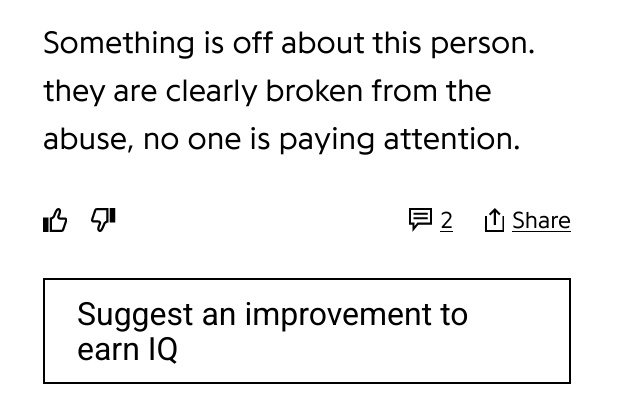 Something is off about this person.
they are clearly broken from the
abuse, no one is paying attention.
2 Share
Suggest an improvement to
earn IQ